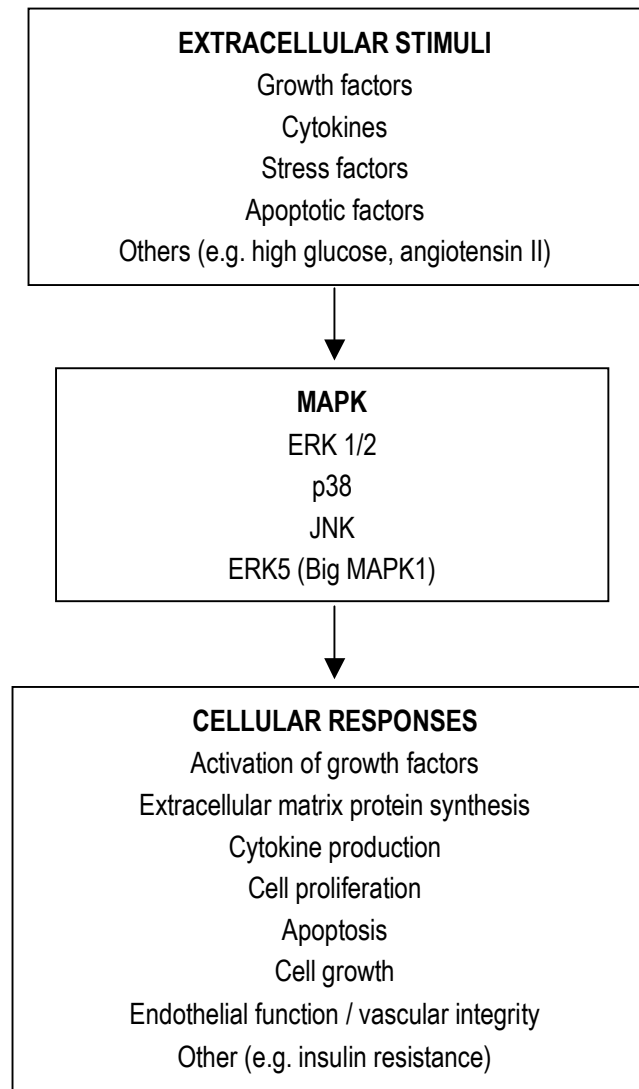 EXTRACELLULAR STIMULI
Growth factors
Cytokines
Stress factors
Apoptotic factors
Others (e.g. high glucose, angiotensin II)
MAPK
ERK 1/2
p38
JNK
ERK5 (Big MAPK1)
CELLULAR RESPONSES
Activation of growth factors
Extracellular matrix protein synthesis
Cytokine production
Cell proliferation
Apoptosis
Cell growth
Endothelial function / vascular integrity
Other (e.g. insulin resistance)